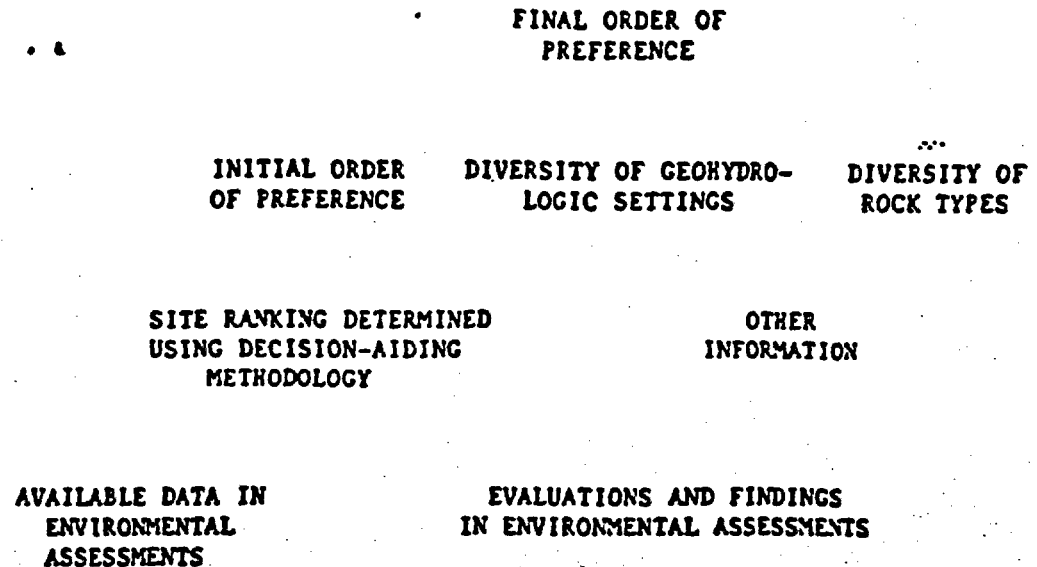 FINAL ORDER OF
PREFERENCE
INITIAL ORDER
OF PREFERENCE
DIVERSITY OF GEOHYDRO-
LOGIC SETTINGS
DIVERSITY OF
ROCK TYPES
SITE RANKING DETERMINED
USING DECISION-AIDING
METHODOLOGY
OTHER
INFORMATION
AVAILABLE DATA IN
ENVIRONMENTAL
ASSESSMENTS
EVALUATIONS AND FINDINGS
IN ENVIRONMENTAL ASSESSMENTS